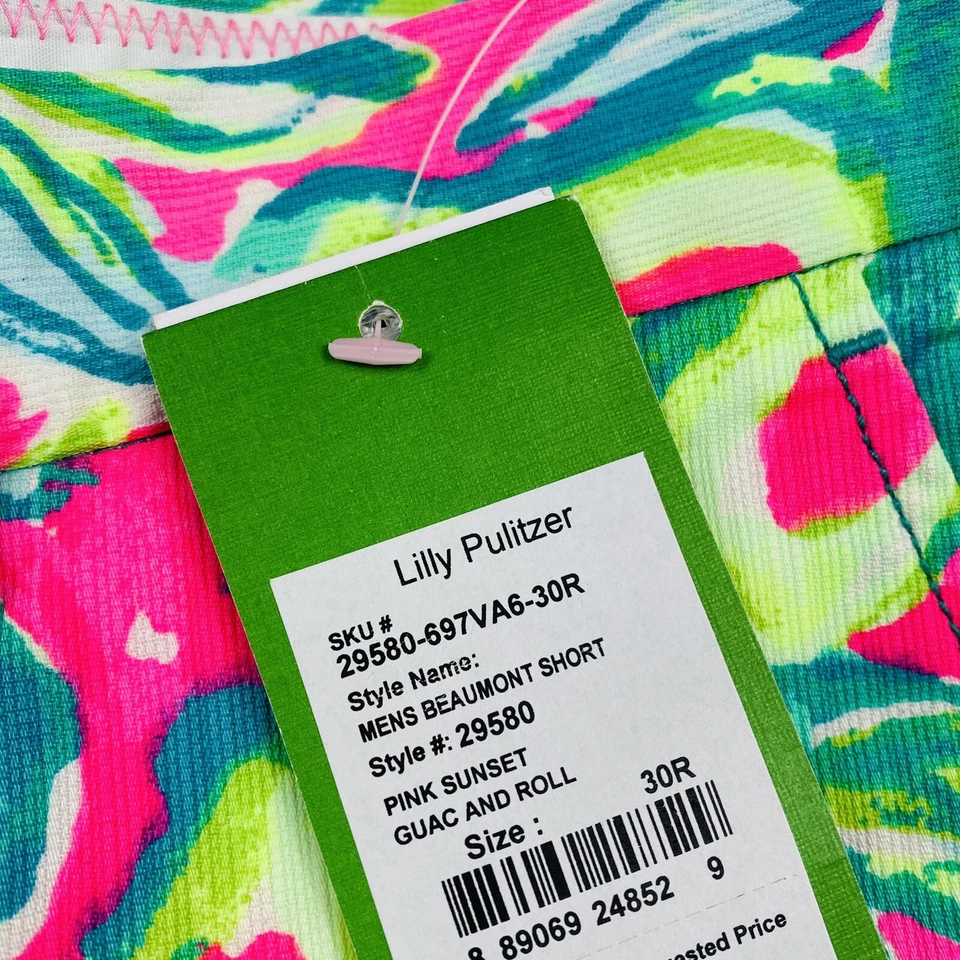 Lilly Pulitzer
SKU #
29580-697VA6-30R
Style Name:
MENS BEAUMONT SHORT
Style #: 29580
PINK SUNSET
GUAC AND ROLL
Size : 30R
8 89069 24852 9
Price